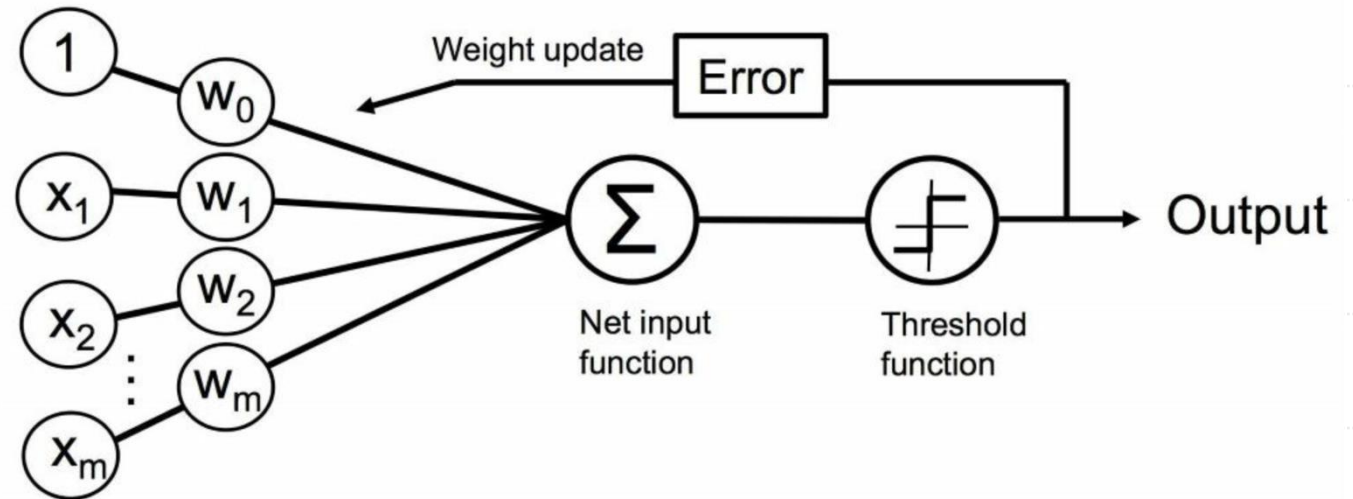 1
w₀
Weight update
Error
x₁
w₁
Σ
Output
x₂
w₂
⋮
Net input
function
Threshold
function
xₘ
wₘ